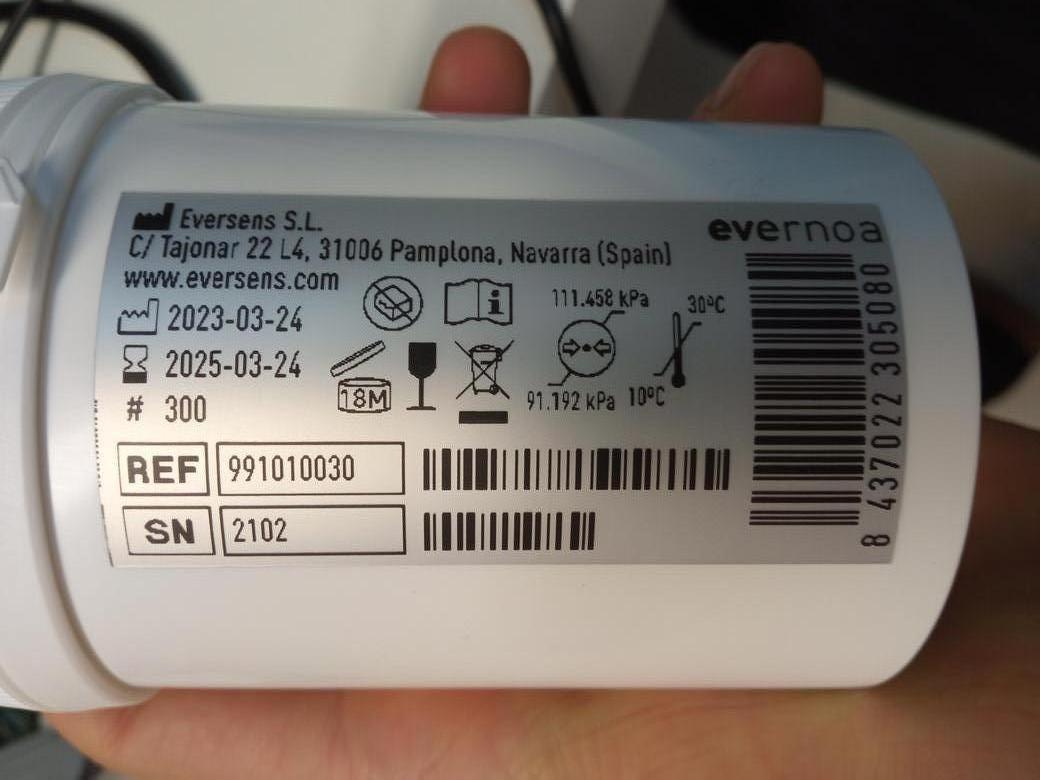 Eversens S.L.
C/ Tajonar 22 L4, 31006 Pamplona, Navarra (Spain)
www.eversens.com
evernoa
2023-03-24
2025-03-24
# 300
18M
111.458 kPa
91.192 kPa
30ºC
10ºC
REF 991010030
SN 2102
8 437022 305080